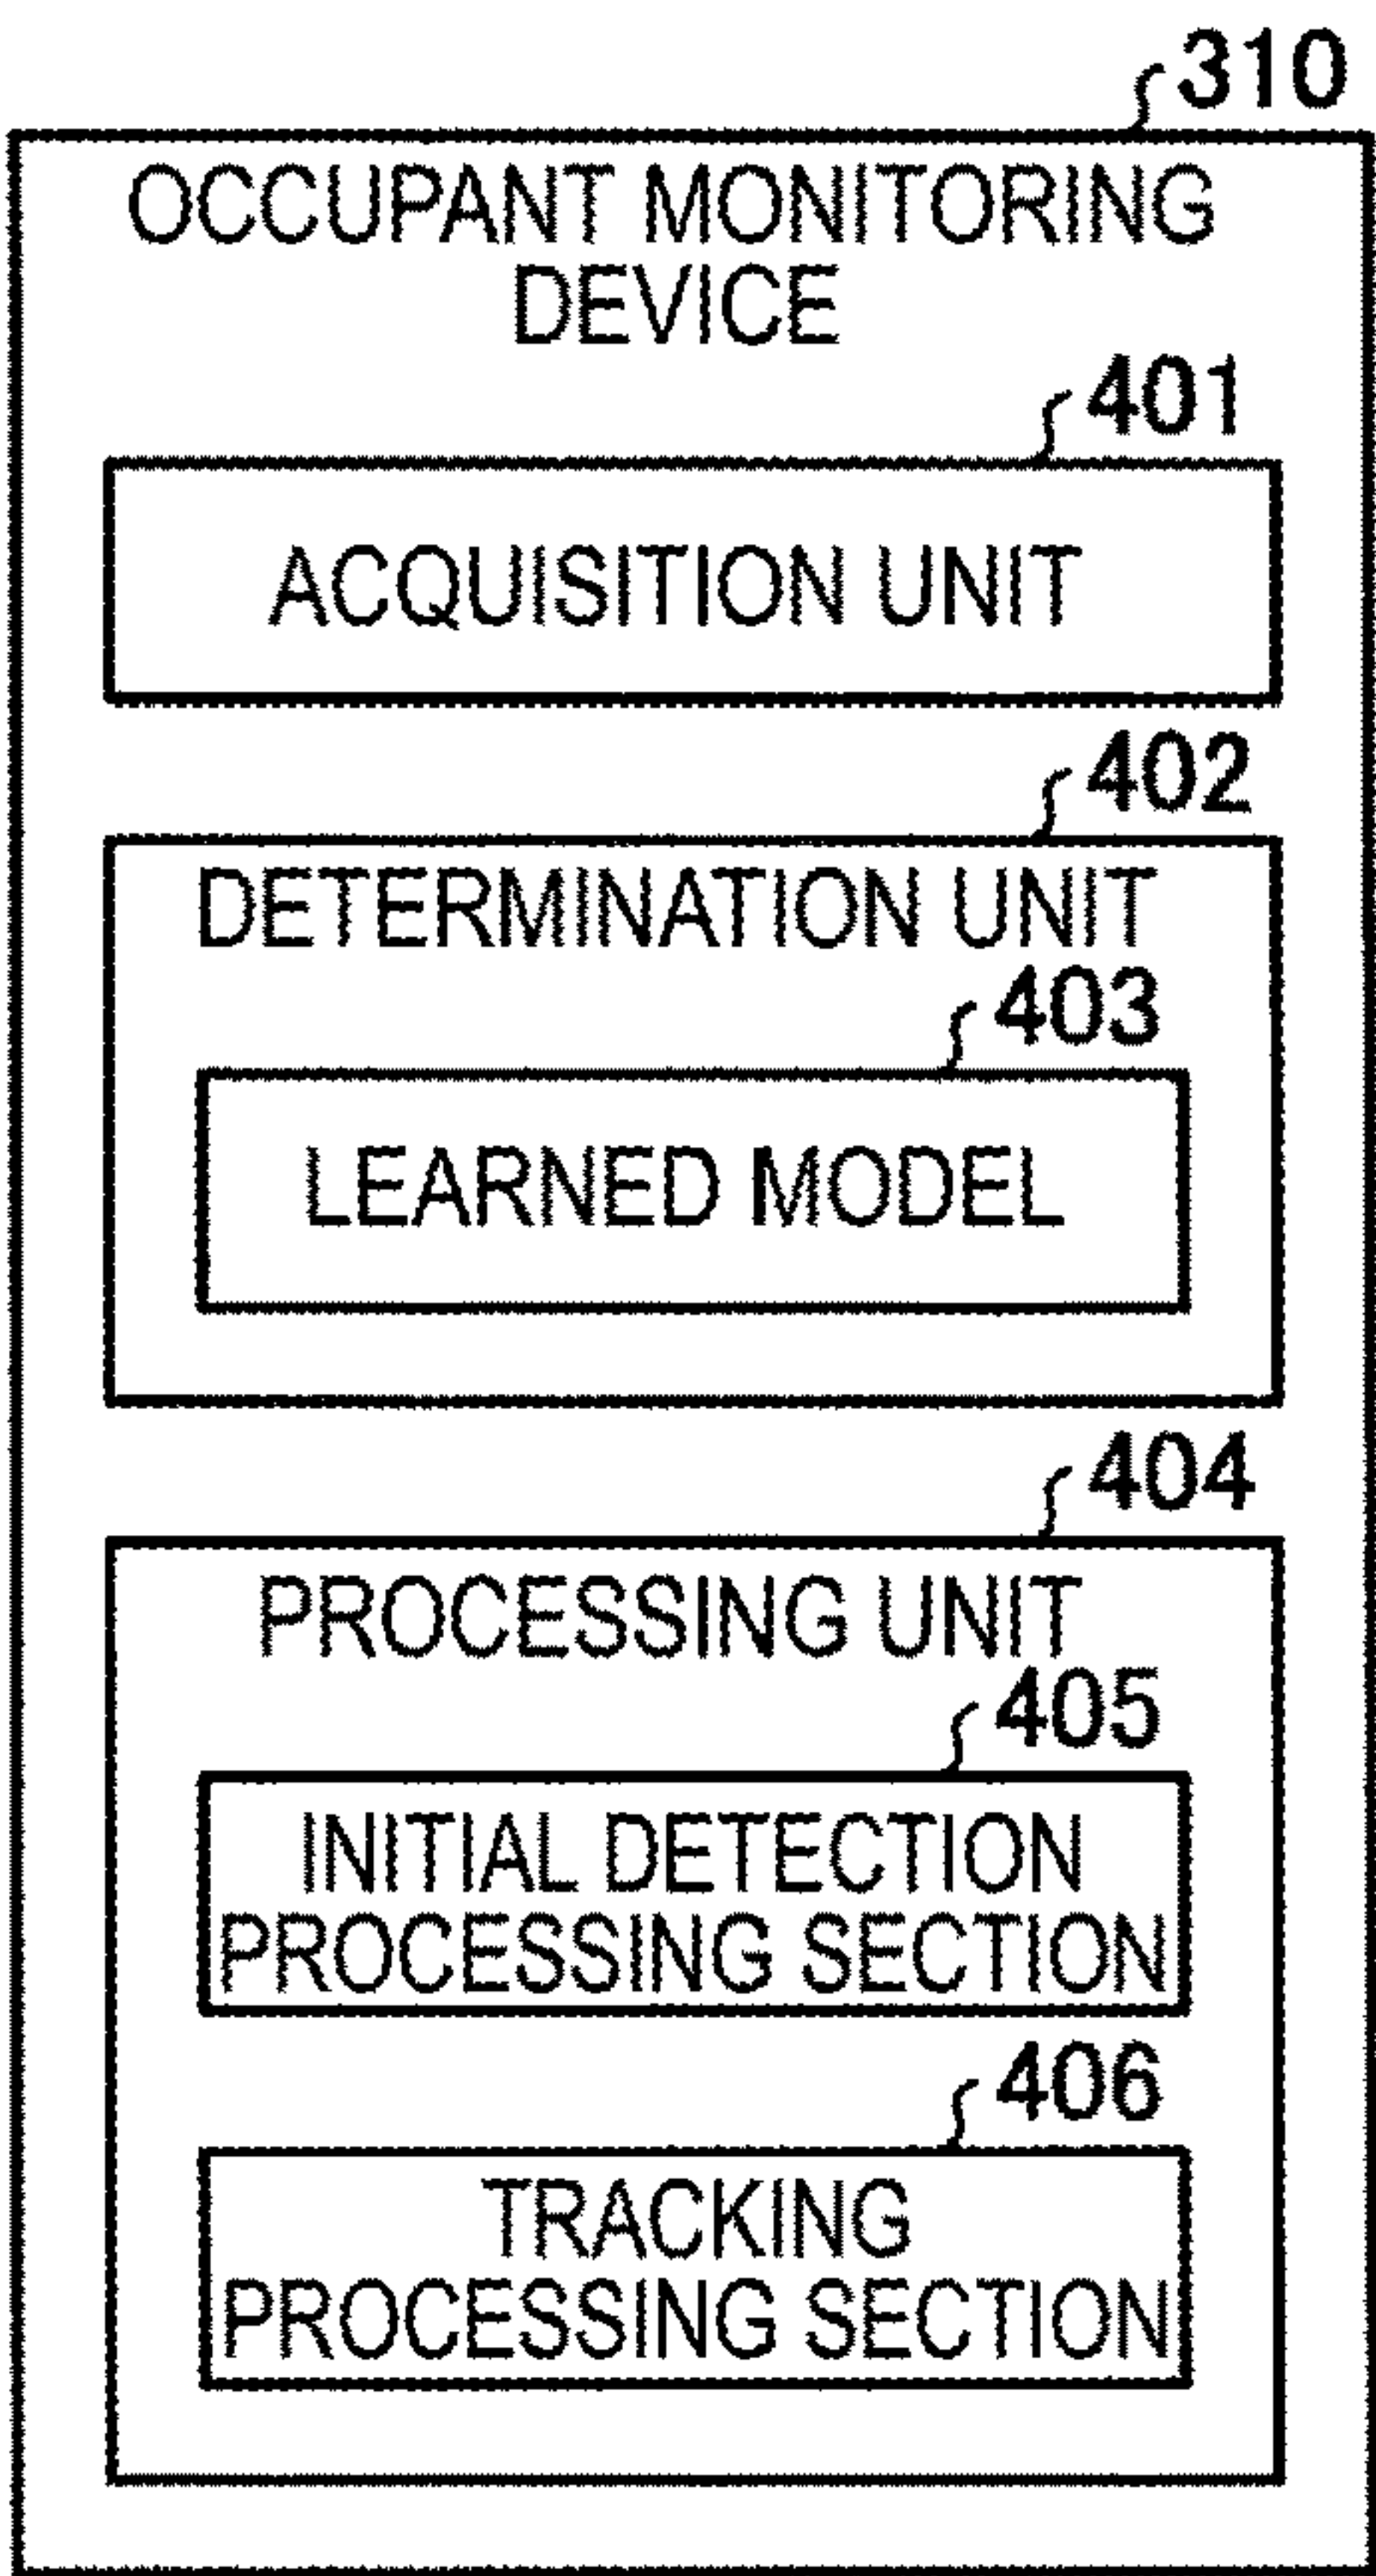 310
OCCUPANT MONITORING
DEVICE
401
ACQUISITION UNIT
402
DETERMINATION UNIT
403
LEARNED MODEL
404
PROCESSING UNIT
405
INITIAL DETECTION
PROCESSING SECTION
406
TRACKING
PROCESSING SECTION